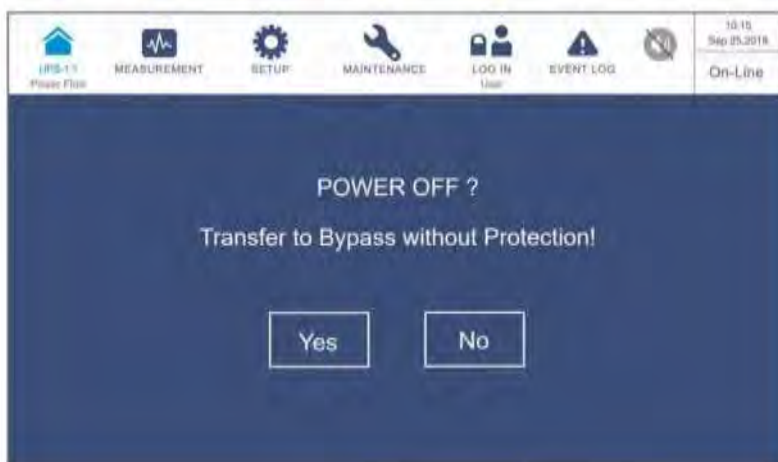 UPS-1-1
Power Flow
MEASUREMENT
SETUP
MAINTENANCE
LOG IN
User
EVENT LOG
10:15
Sep 25,2018
On-Line
POWER OFF ?
Transfer to Bypass without Protection!
Yes
No